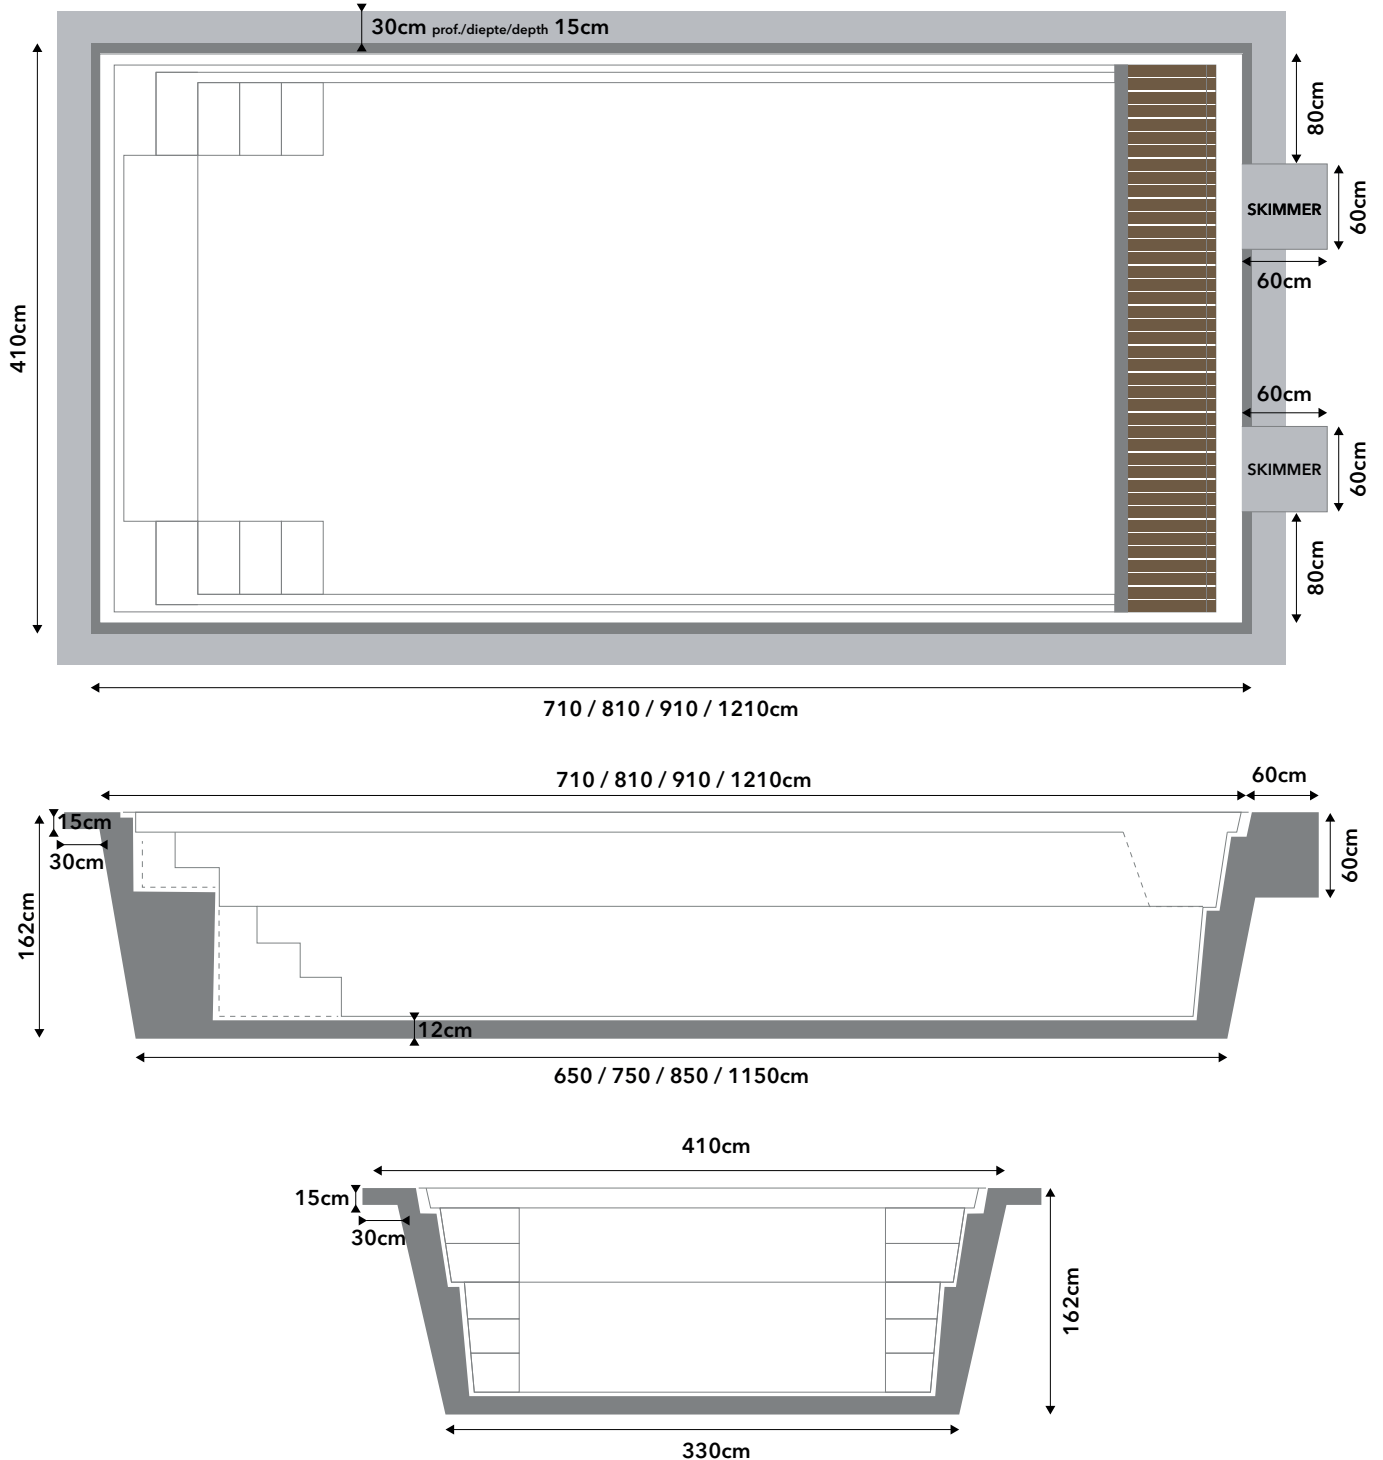 30cm prof./diepte/depth 15cm
80cm
SKIMMER
60cm
60cm
410cm
60cm
SKIMMER
60cm
80cm
710 / 810 / 910 / 1210cm
710 / 810 / 910 / 1210cm
60cm
15cm
30cm
60cm
162cm
12cm
650 / 750 / 850 / 1150cm
410cm
15cm
30cm
162cm
330cm